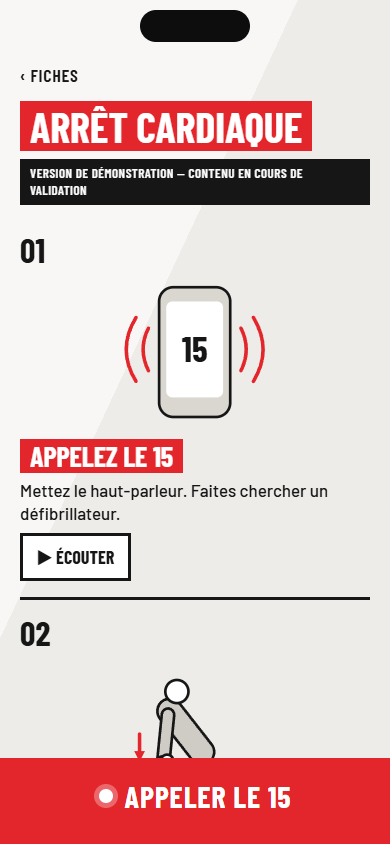 ‹ FICHES
ARRÊT CARDIAQUE
VERSION DE DÉMONSTRATION — CONTENU EN COURS DE
VALIDATION
01
15
APPELEZ LE 15
Mettez le haut-parleur. Faites chercher un
défibrillateur.
▶ ÉCOUTER
02
APPELER LE 15